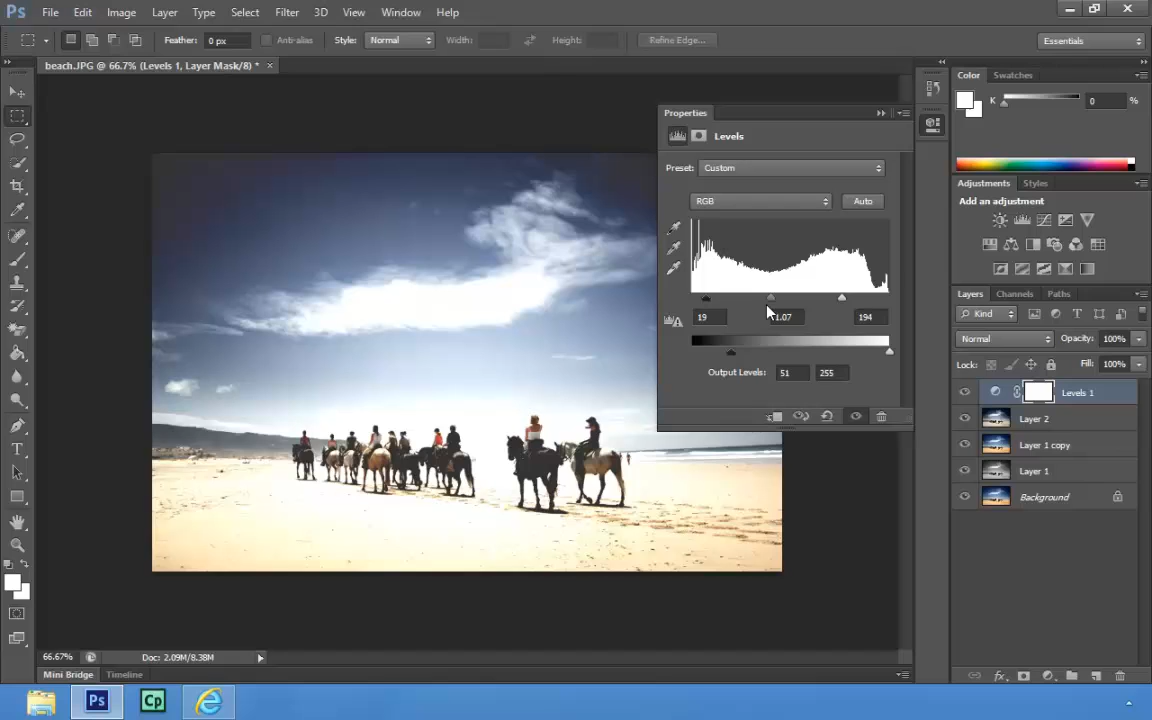 Ps File Edit Image Layer Type Select Filter 3D View Window Help
Feather: 0 px Anti-alias Style: Normal Width: Height: Refine Edge... Essentials
beach.JPG @ 66.7% (Levels 1, Layer Mask/8) * ×
Color Swatches
K 0 %
Properties
Levels
Preset: Custom
RGB Auto
19 1.07 194
Output Levels: 51 255
Adjustments Styles
Add an adjustment
Layers Channels Paths
Kind
Normal Opacity: 100%
Lock: Fill: 100%
Levels 1
Layer 2
Layer 1 copy
Layer 1
Background
66.67% Doc: 2.09M/8.38M
Mini Bridge Timeline
Ps Cp